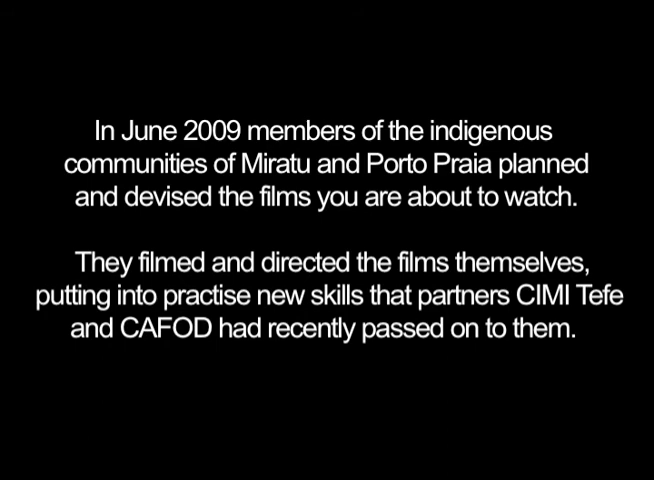 In June 2009 members of the indigenous
communities of Miratu and Porto Praia planned
and devised the films you are about to watch.
They filmed and directed the films themselves,
putting into practise new skills that partners CIMI Tefe
and CAFOD had recently passed on to them.